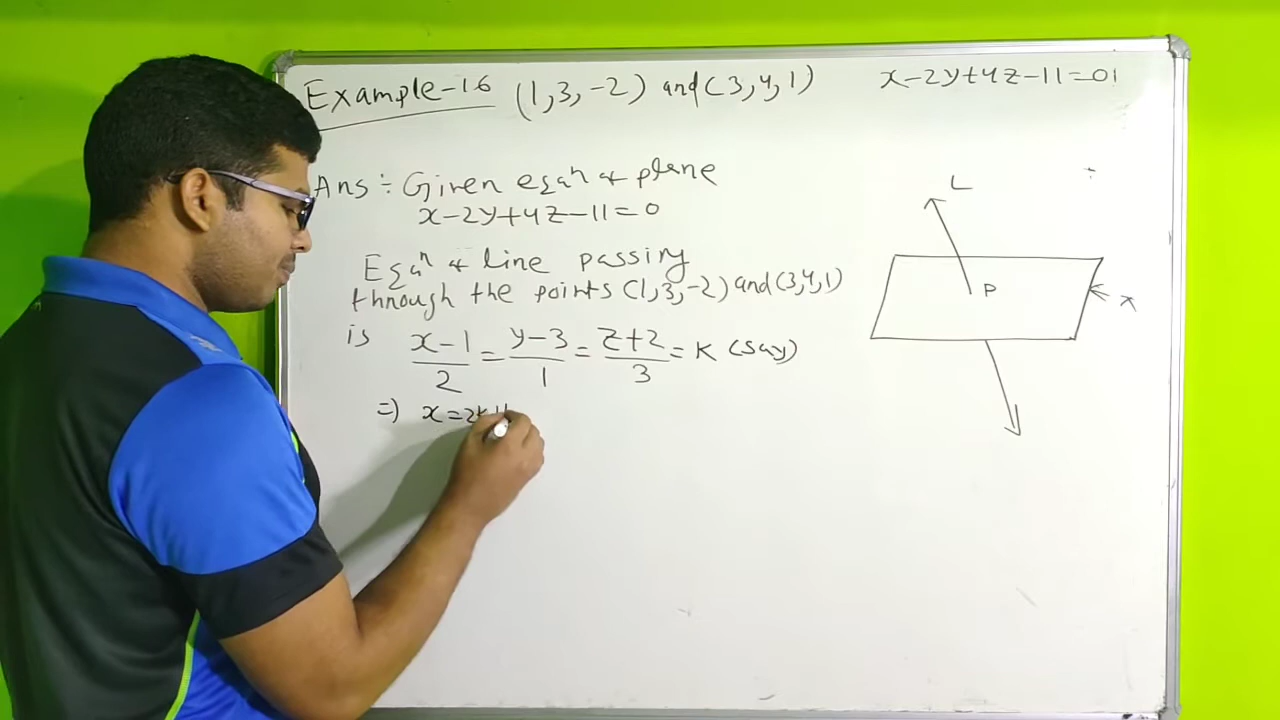 Example-16 (1,3,-2) and (3,4,1) x-2y+4z-11=0
Ans÷ Given eqaⁿ of plane
x-2y+4z-11=0
Eqaⁿ of line passing
through the points (1,3,-2) and (3,4,1)
is x-1/2 = y-3/1 = z+2/3 = K (say)
=) x=2k+1
L
P
π